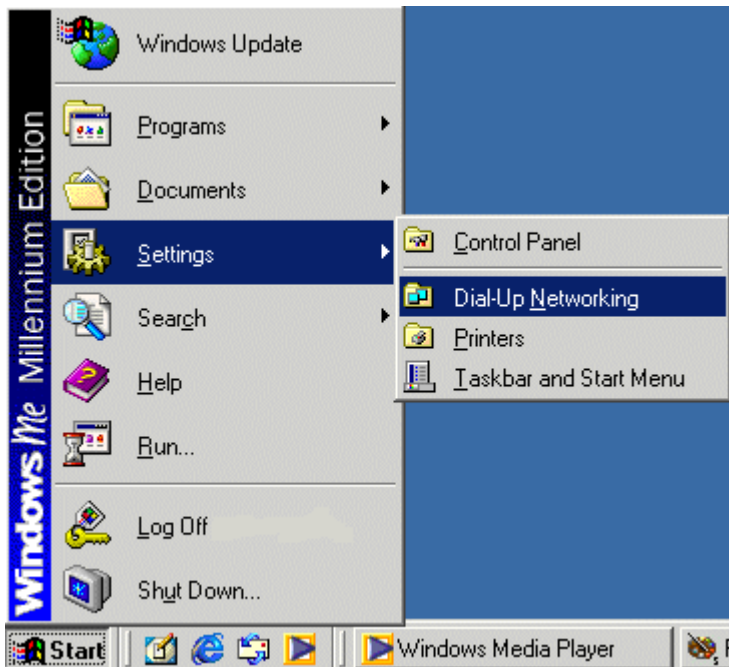 Windows Me Millennium Edition
Windows Update
Programs
Documents
Settings
Search
Help
Run...
Log Off
Shut Down...
Control Panel
Dial-Up Networking
Printers
Taskbar and Start Menu
Start
Windows Media Player